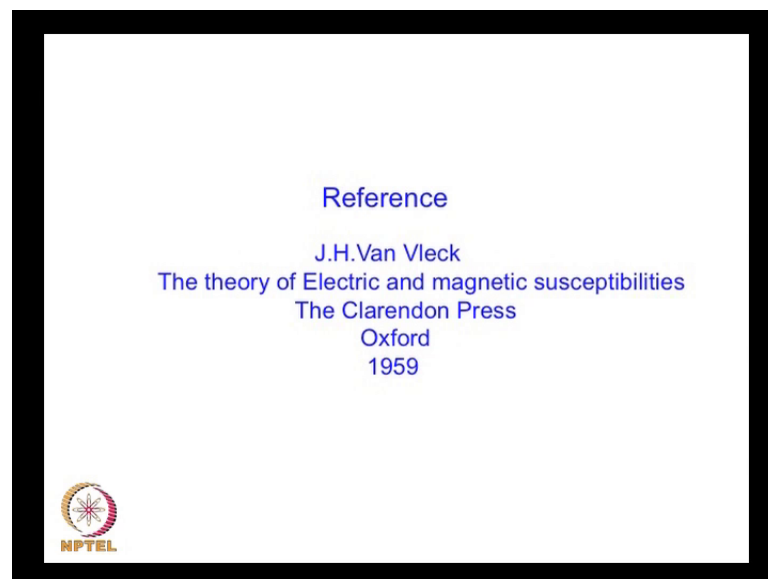 Reference
J.H.Van Vleck
The theory of Electric and magnetic susceptibilities
The Clarendon Press
Oxford
1959
NPTEL